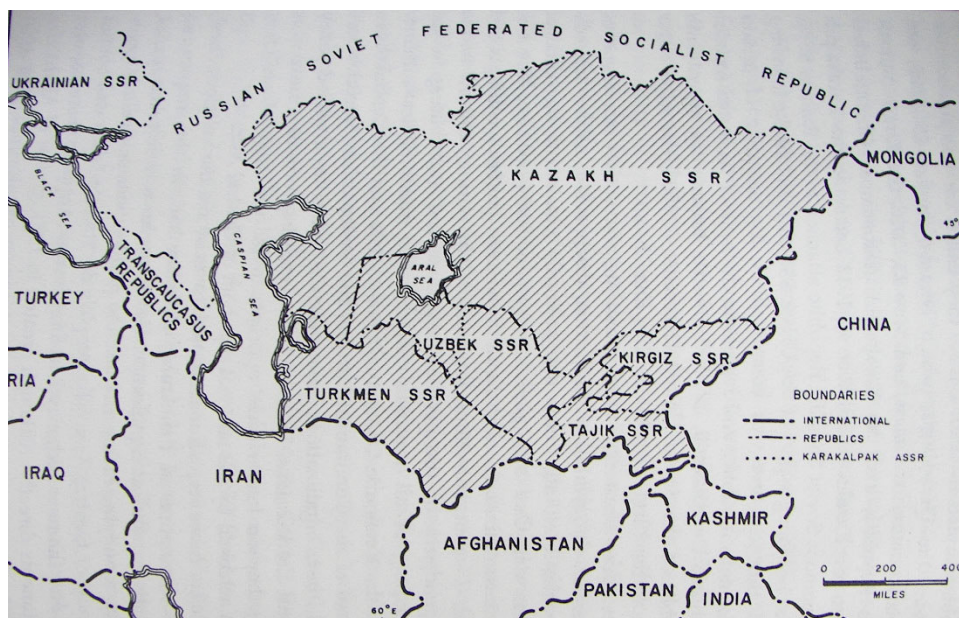 RUSSIAN SOVIET FEDERATED SOCIALIST REPUBLIC
UKRAINIAN SSR
MONGOLIA
KAZAKH SSR
BLACK SEA
45°
CASPIAN SEA
ARAL
SEA
TRANSCAUCASUS
REPUBLICS
TURKEY
CHINA
UZBEK SSR
KIRGIZ SSR
RIA
TURKMEN SSR
BOUNDARIES
INTERNATIONAL
TAJIK SSR
REPUBLICS
KARAKALPAK ASSR
IRAQ
IRAN
KASHMIR
AFGHANISTAN
0 200 400
MILES
PAKISTAN
INDIA
60°E